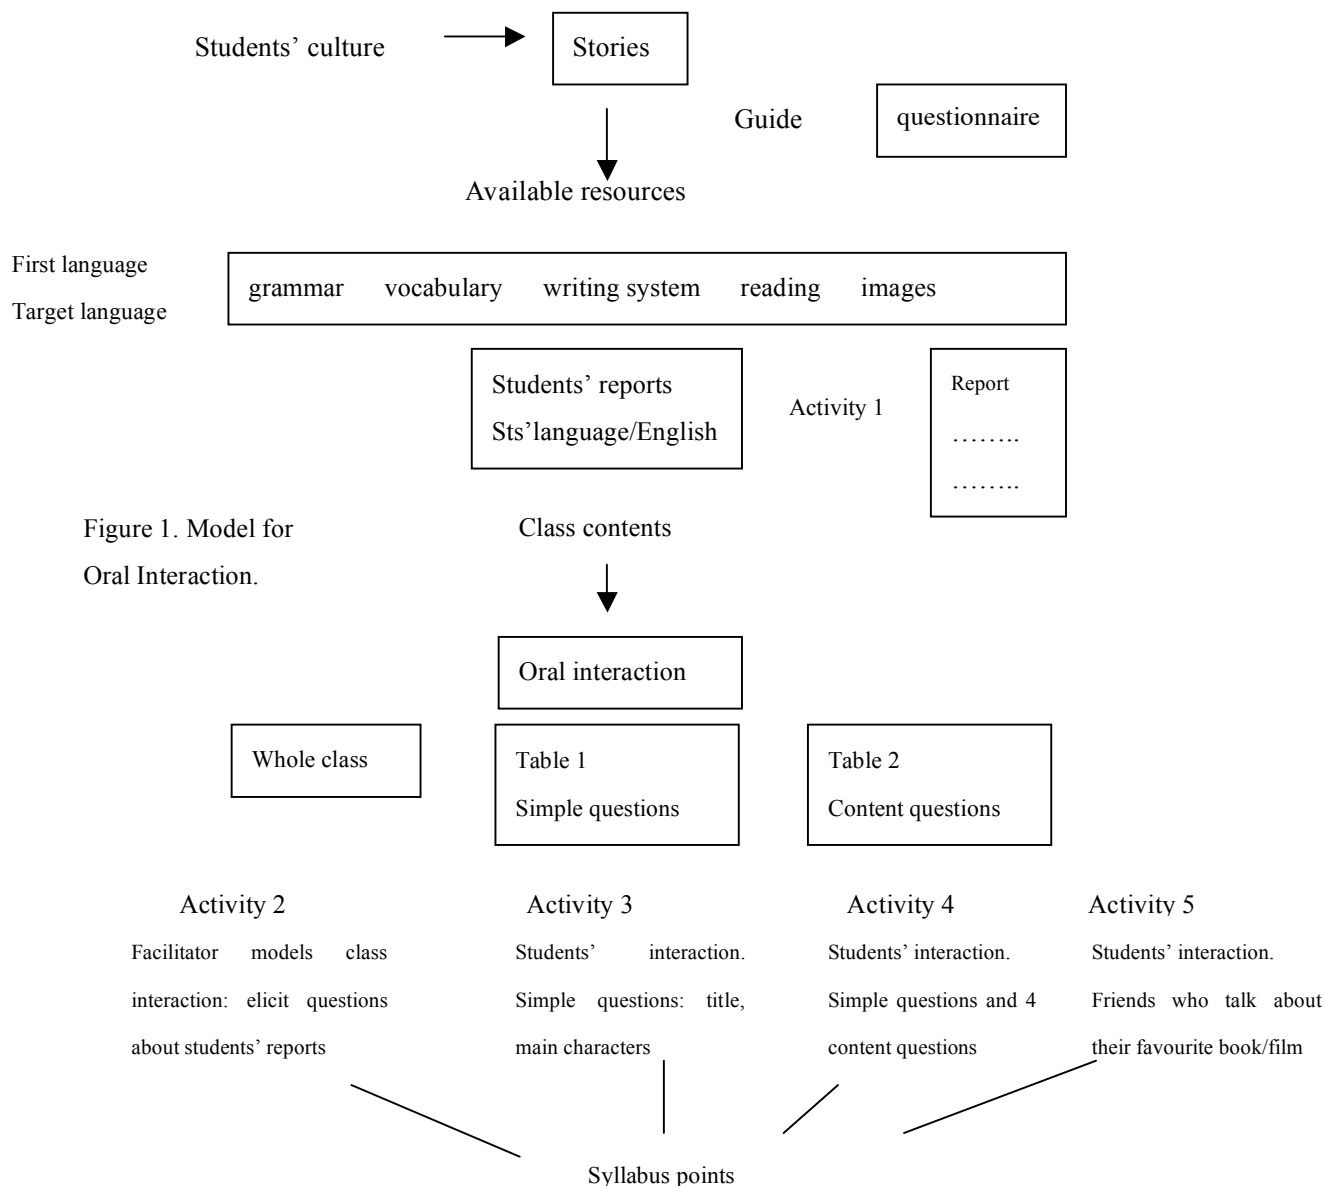 Students’ culture
Stories
Guide
questionnaire
Available resources
First language
Target language
grammar vocabulary writing system reading images
Students’ reports
Sts’language/English
Activity 1
Report
……..
……..
Figure 1. Model for
Oral Interaction.
Class contents
Oral interaction
Whole class
Table 1
Simple questions
Table 2
Content questions
Activity 2
Facilitator models class
interaction: elicit questions
about students’ reports
Activity 3
Students’ interaction.
Simple questions: title,
main characters
Activity 4
Students’ interaction.
Simple questions and 4
content questions
Activity 5
Students’ interaction.
Friends who talk about
their favourite book/film
Syllabus points